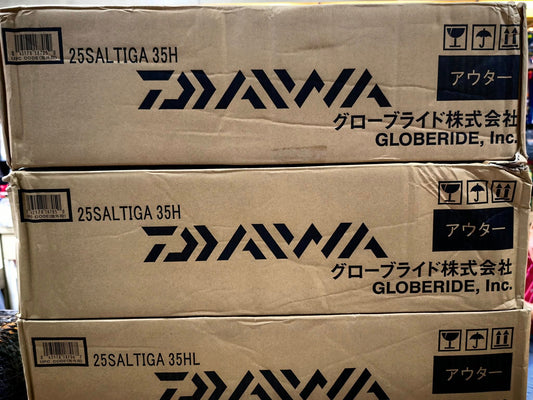 25SALTIGA 35H
DAIWA
アウター
グローブライド株式会社
GLOBERIDE, Inc.
25SALTIGA 35H
DAIWA
アウター
グローブライド株式会社
GLOBERIDE, Inc.
25SALTIGA 35HL
DAIWA
アウター